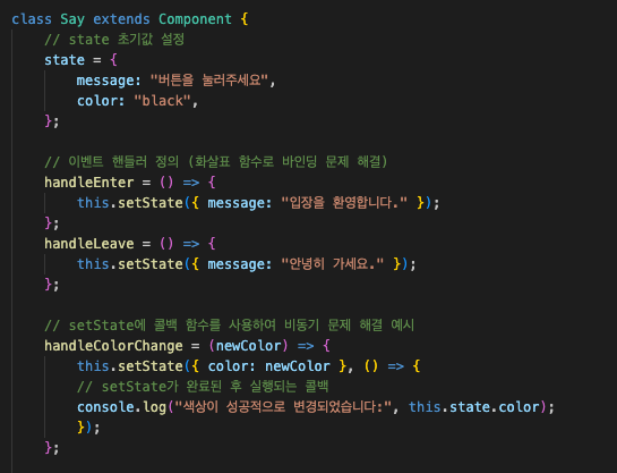 class Say extends Component {
// state 초기값 설정
state = {
message: "버튼을 눌러주세요",
color: "black",
};
// 이벤트 핸들러 정의 (화살표 함수로 바인딩 문제 해결)
handleEnter = () => {
this.setState({ message: "입장을 환영합니다." });
};
handleLeave = () => {
this.setState({ message: "안녕히 가세요." });
};
// setState에 콜백 함수를 사용하여 비동기 문제 해결 예시
handleColorChange = (newColor) => {
this.setState({ color: newColor }, () => {
// setState가 완료된 후 실행되는 콜백
console.log("색상이 성공적으로 변경되었습니다:", this.state.color);
});
};